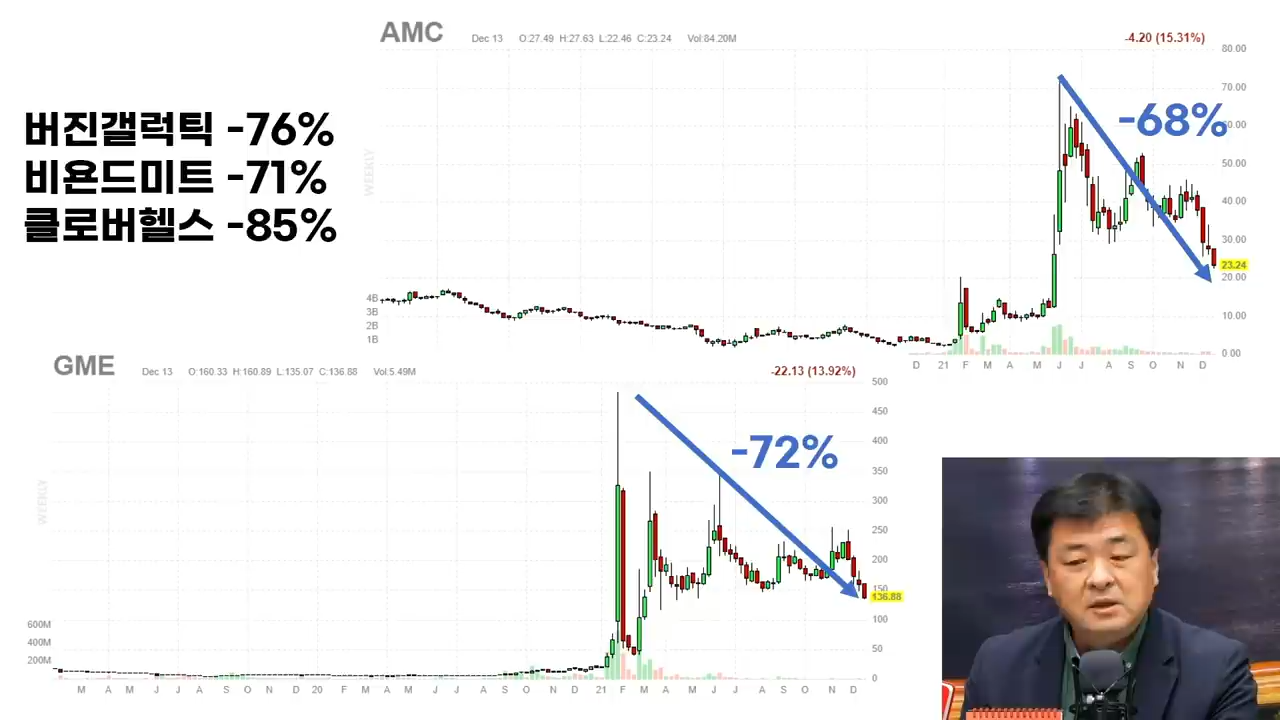 AMC Dec 13 O:27.49 H:27.63 L:22.46 C:23.24 Vol:84.20M -4.20 (15.31%)
버진갤럭틱 -76%
비욘드미트 -71%
클로버헬스 -85%
WEEKLY
-68%
80.00
70.00
60.00
50.00
40.00
30.00
23.24
20.00
10.00
0.00
4B
3B
2B
1B
D 21 F M A M J J A S O N D
GME Dec 13 O:160.33 H:160.89 L:135.07 C:136.88 Vol:5.49M -22.13 (13.92%)
WEEKLY
-72%
500
450
400
350
300
250
200
150
136.88
100
50
0
600M
400M
200M
M A M J J A S O N D 20 F M A M J J A S O N D 21 F M A M J J A S O N D